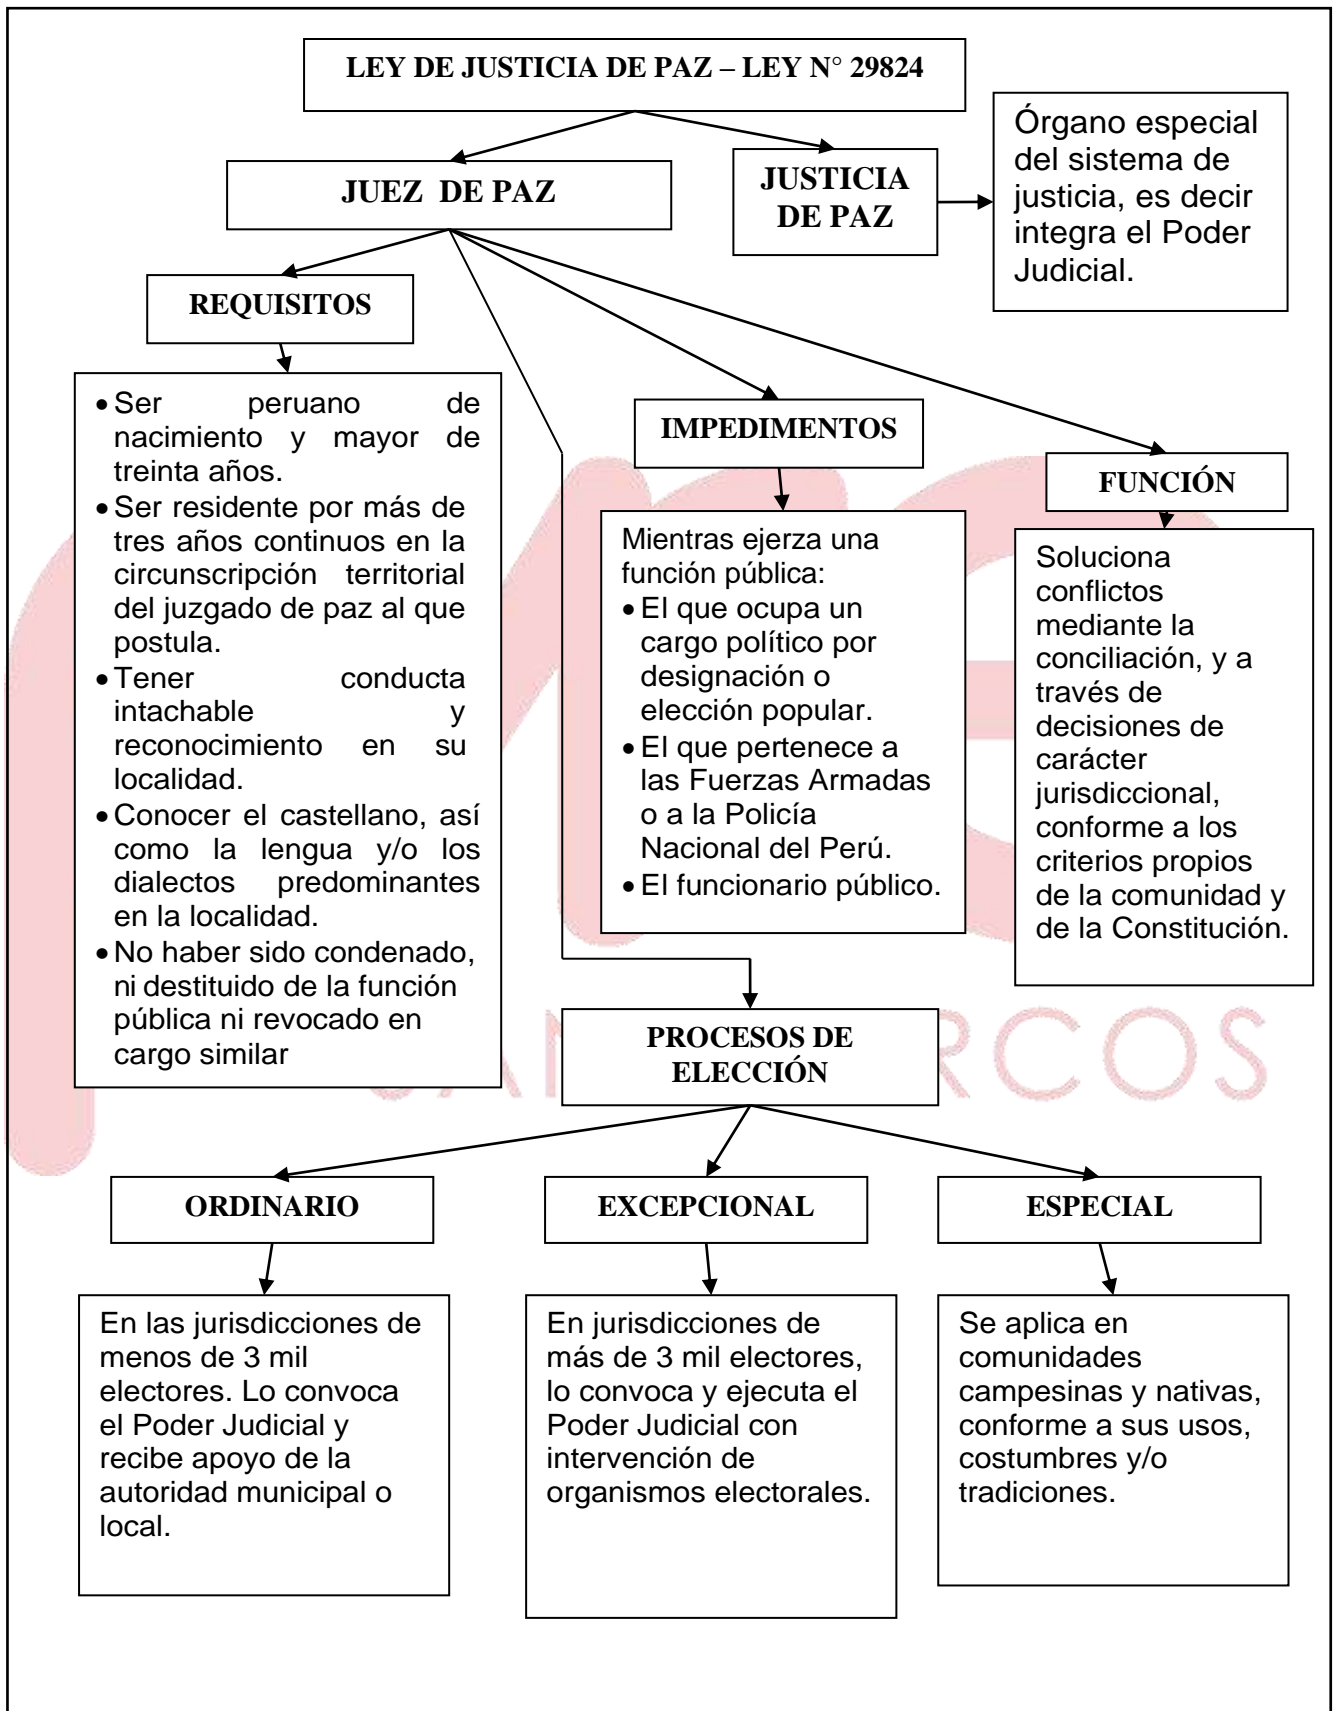 LEY DE JUSTICIA DE PAZ – LEY N° 29824
JUEZ DE PAZ
JUSTICIA
DE PAZ
Órgano especial
del sistema de
justicia, es decir
integra el Poder
Judicial.
REQUISITOS
• Ser peruano de
nacimiento y mayor de
treinta años.
• Ser residente por más de
tres años continuos en la
circunscripción territorial
del juzgado de paz al que
postula.
• Tener conducta
intachable y
reconocimiento en su
localidad.
• Conocer el castellano, así
como la lengua y/o los
dialectos predominantes
en la localidad.
• No haber sido condenado,
ni destituido de la función
pública ni revocado en
cargo similar
IMPEDIMENTOS
Mientras ejerza una
función pública:
• El que ocupa un
cargo político por
designación o
elección popular.
• El que pertenece a
las Fuerzas Armadas
o a la Policía
Nacional del Perú.
• El funcionario público.
FUNCIÓN
Soluciona
conflictos
mediante la
conciliación, y a
través de
decisiones de
carácter
jurisdiccional,
conforme a los
criterios propios
de la comunidad y
de la Constitución.
PROCESOS DE
ELECCIÓN
ORDINARIO
En las jurisdicciones de
menos de 3 mil
electores. Lo convoca
el Poder Judicial y
recibe apoyo de la
autoridad municipal o
local.
EXCEPCIONAL
En jurisdicciones de
más de 3 mil electores,
lo convoca y ejecuta el
Poder Judicial con
intervención de
organismos electorales.
ESPECIAL
Se aplica en
comunidades
campesinas y nativas,
conforme a sus usos,
costumbres y/o
tradiciones.